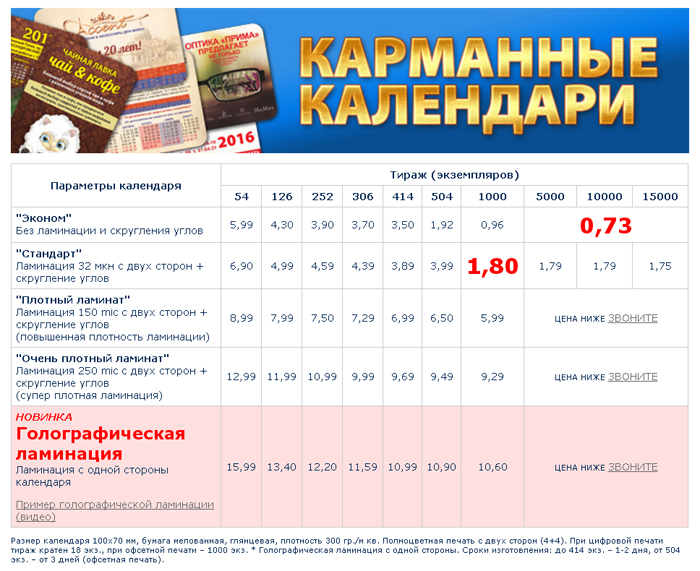 201
ЧАЙНАЯ ЛАВКА
чай & кофе
Accent
20 лет!
ОПТИКА "ПРИМА"
ПРЕДЛАГАЕТ
НЕ ТОЛЬКО
2016
КАРМАННЫЕ
КАЛЕНДАРИ
Параметры календаря
Тираж (экземпляров)
54 126 252 306 414 504 1000 5000 10000 15000
"Эконом"
Без ламинации и скругления углов
5,99 4,30 3,90 3,70 3,50 1,92 0,96 0,73
"Стандарт"
Ламинация 32 мкн с двух сторон +
скругление углов
6,90 4,99 4,59 4,39 3,89 3,99 1,80 1,79 1,79 1,75
"Плотный ламинат"
Ламинация 150 mic с двух сторон +
скругление углов
(повышенная плотность ламинации)
8,99 7,99 7,50 7,29 6,99 6,50 5,99 ЦЕНА НИЖЕ ЗВОНИТЕ
"Очень плотный ламинат"
Ламинация 250 mic с двух сторон +
скругление углов
(супер плотная ламинация)
12,99 11,99 10,99 9,99 9,69 9,49 9,29 ЦЕНА НИЖЕ ЗВОНИТЕ
НОВИНКА
Голографическая
ламинация
Ламинация с одной стороны
календаря
Пример голографической ламинации
(видео)
15,99 13,40 12,20 11,59 10,99 10,90 10,60 ЦЕНА НИЖЕ ЗВОНИТЕ
Размер календаря 100х70 мм, бумага мелованная, глянцевая, плотность 300 гр./м кв. Полноцветная печать с двух сторон (4+4). При цифровой печати
тираж кратен 18 экз., при офсетной печати – 1000 экз. * Голографическая ламинация с одной стороны. Сроки изготовления: до 414 экз. – 1-2 дня, от 504
экз. – от 3 дней (офсетная печать).